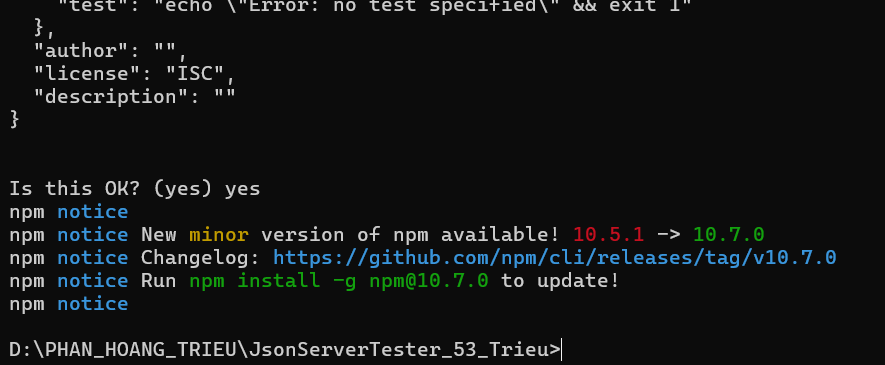 "test": "echo \"Error: no test specified\" && exit 1"
  },
  "author": "",
  "license": "ISC",
  "description": ""
}
Is this OK? (yes) yes
npm notice
npm notice New minor version of npm available! 10.5.1 -> 10.7.0
npm notice Changelog: https://github.com/npm/cli/releases/tag/v10.7.0
npm notice Run npm install -g npm@10.7.0 to update!
npm notice
D:\PHAN_HOANG_TRIEU\JsonServerTester_53_Trieu>